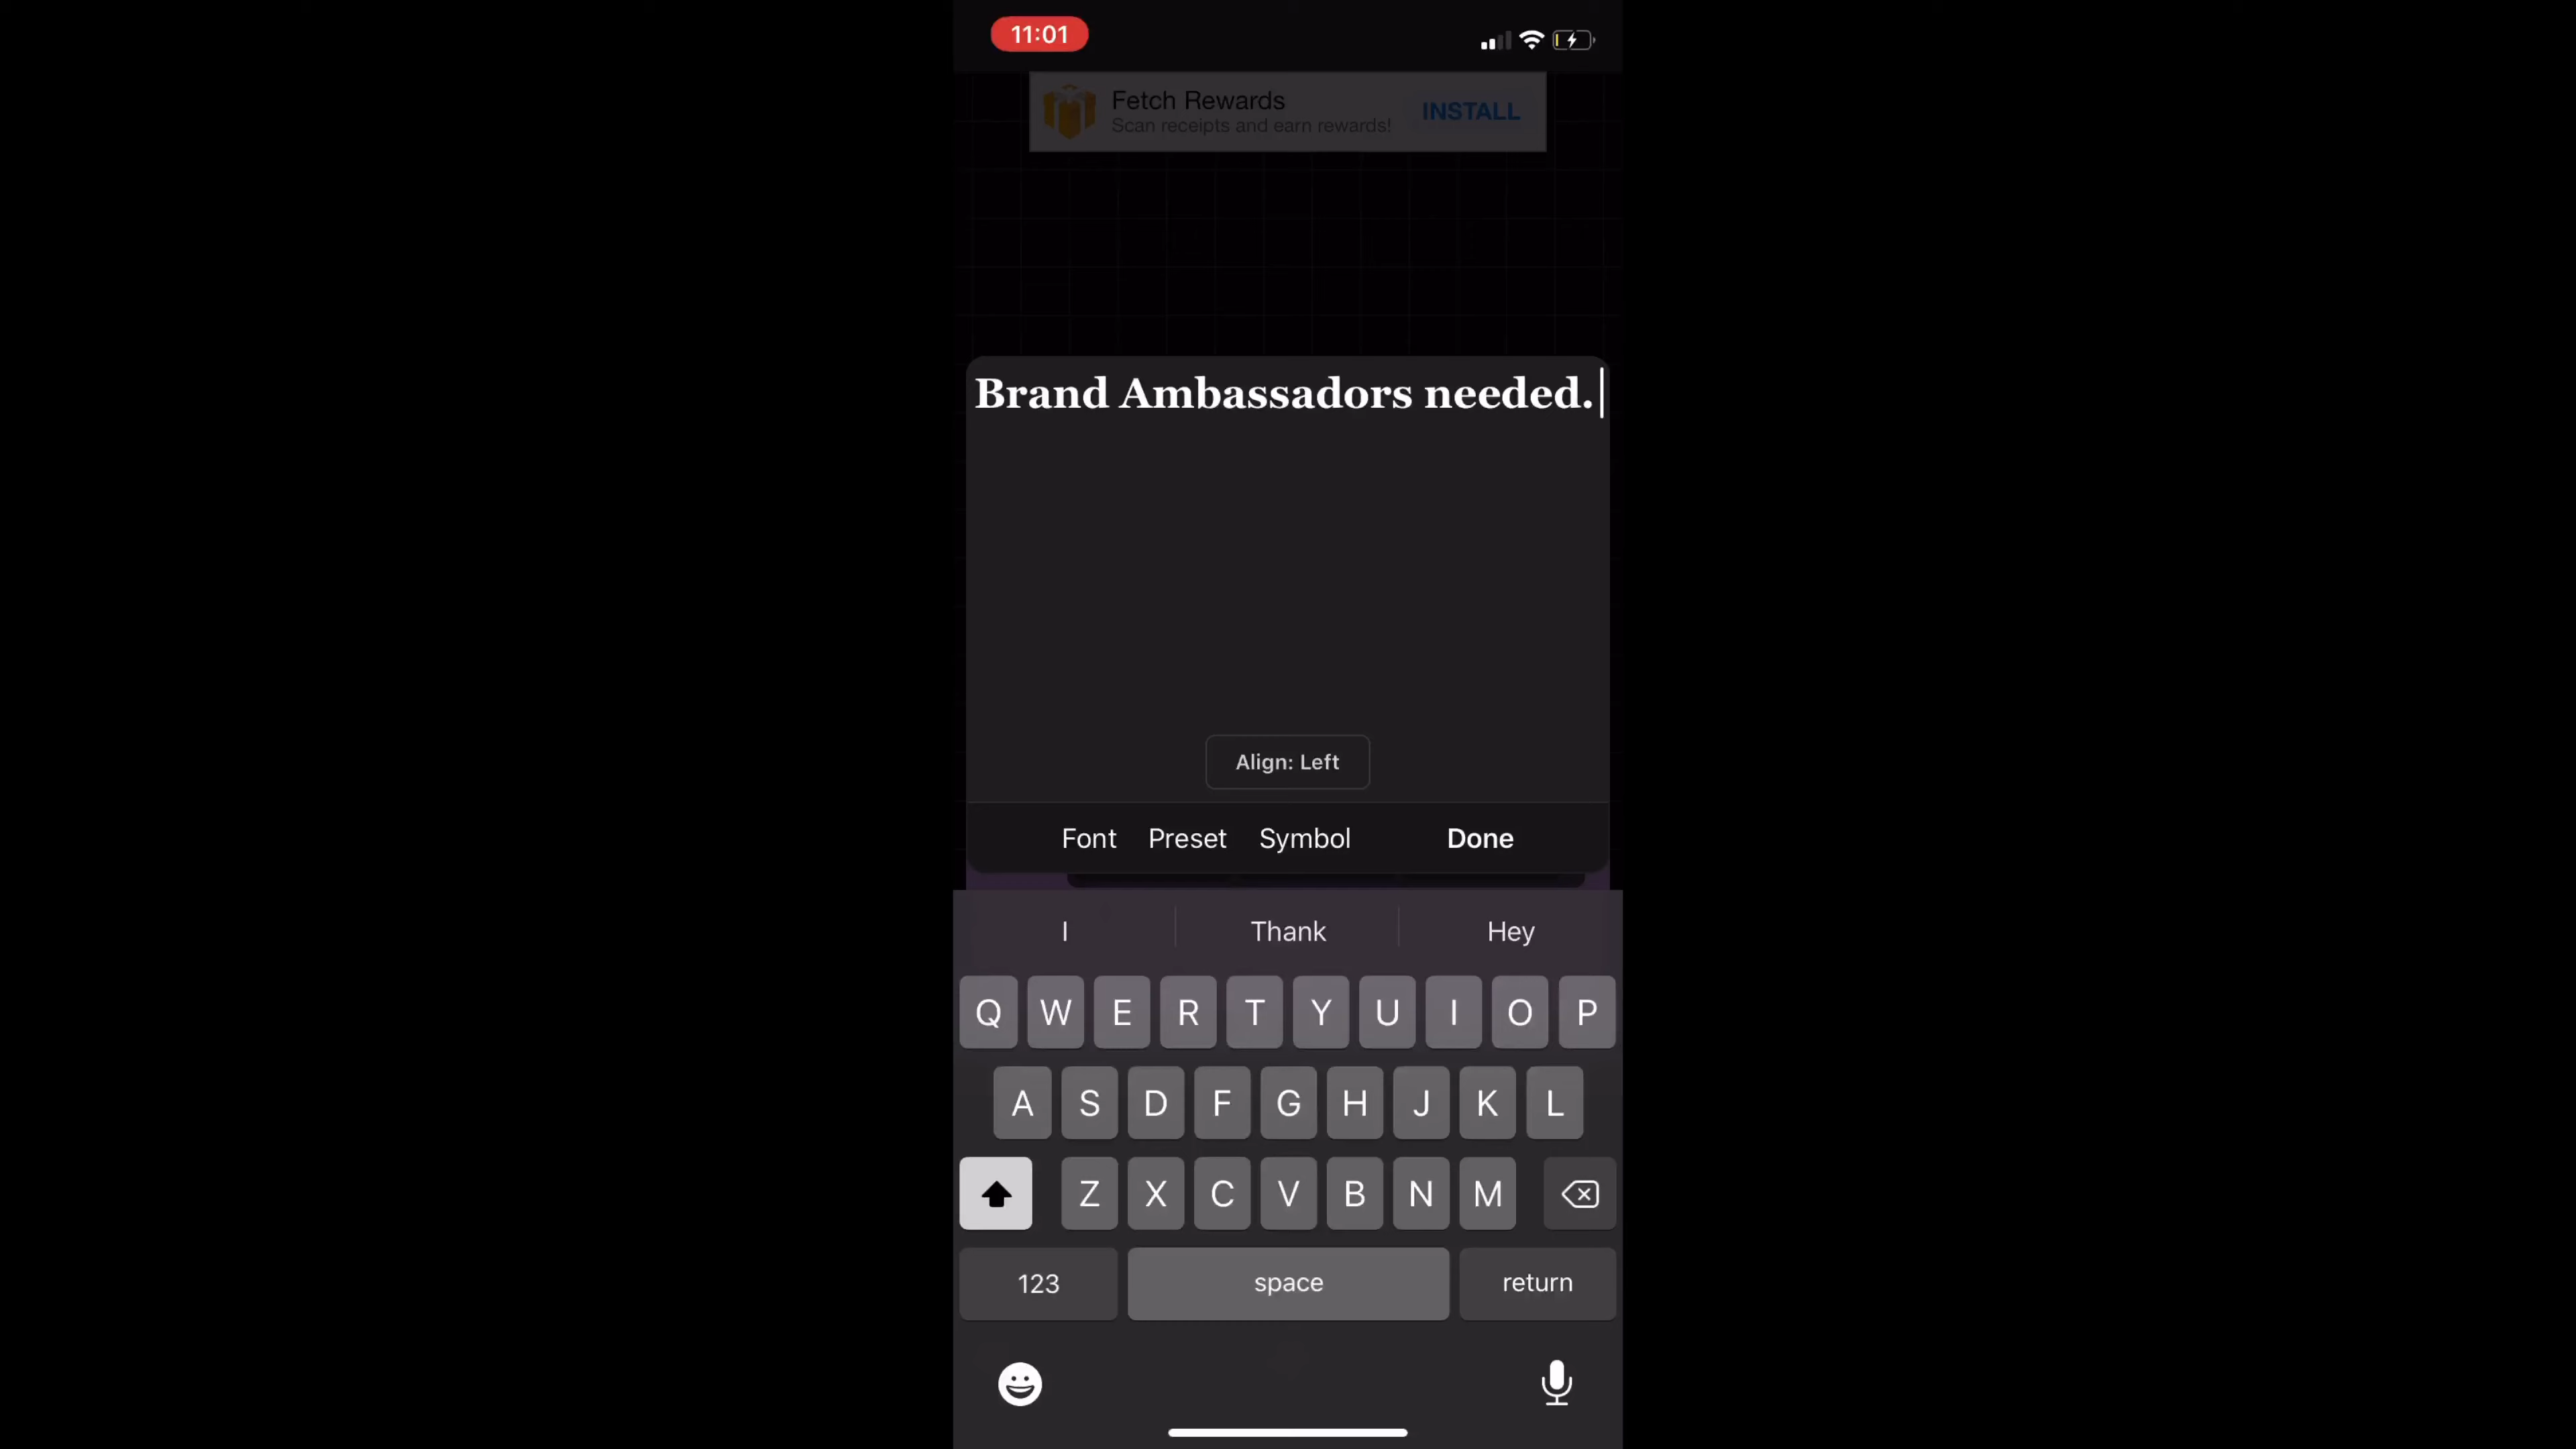 11:01
Fetch Rewards
Scan receipts and earn rewards!
INSTALL
Brand Ambassadors needed.
Align: Left
Font Preset Symbol Done
I Thank Hey
Q W E R T Y U I O P
A S D F G H J K L
Z X C V B N M
123 space return